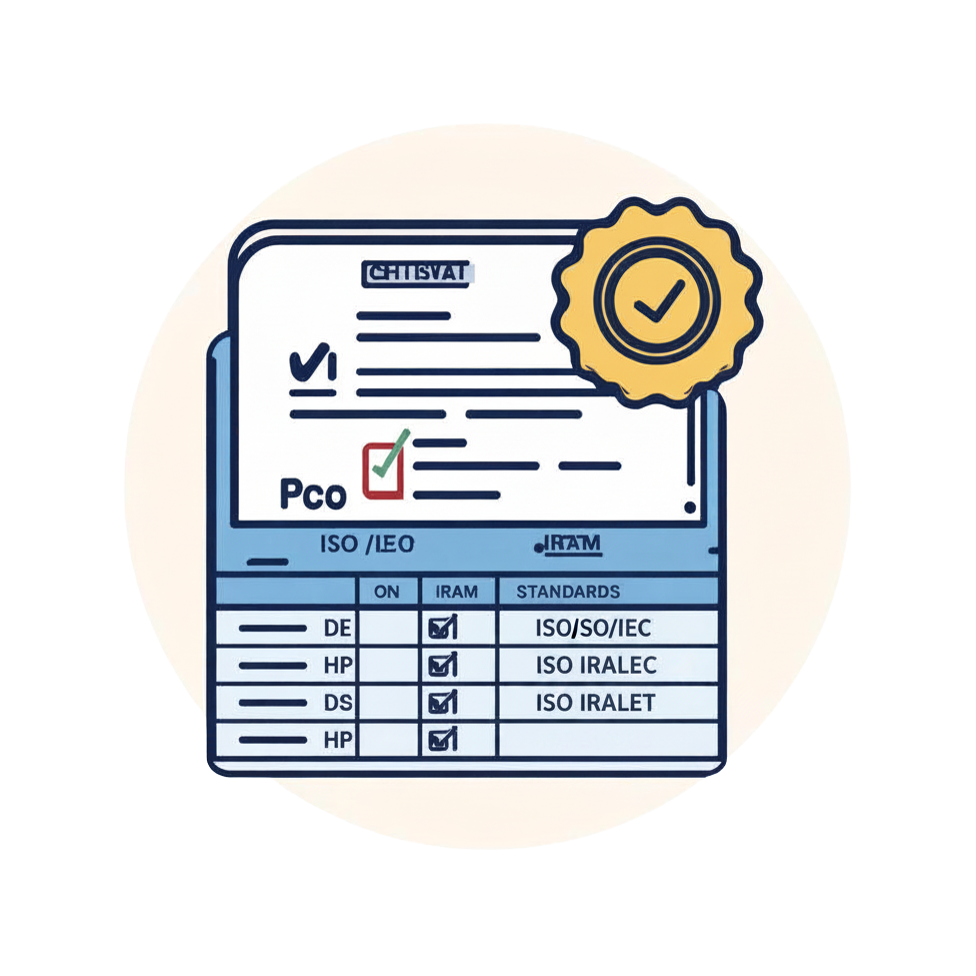 CHTISVAT
Pco
ISO /IEO IRAM
ON IRAM STANDARDS
DE ISO/SO/IEC
HP ISO IRALEC
DS ISO IRALET
HP